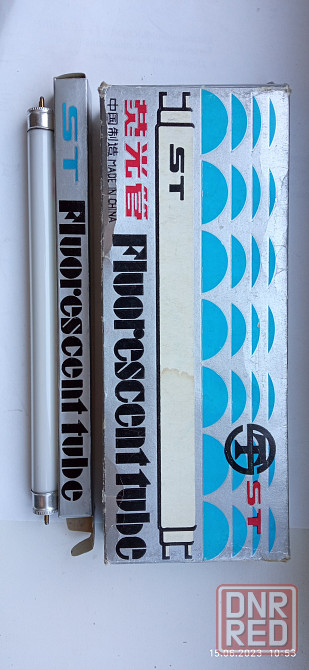 ST
Fluorescent tube
荧光管
中国制造 MADE IN CHINA
Fluorescent tube
ST
ST
DNR
RED
15.06.2023 10:53